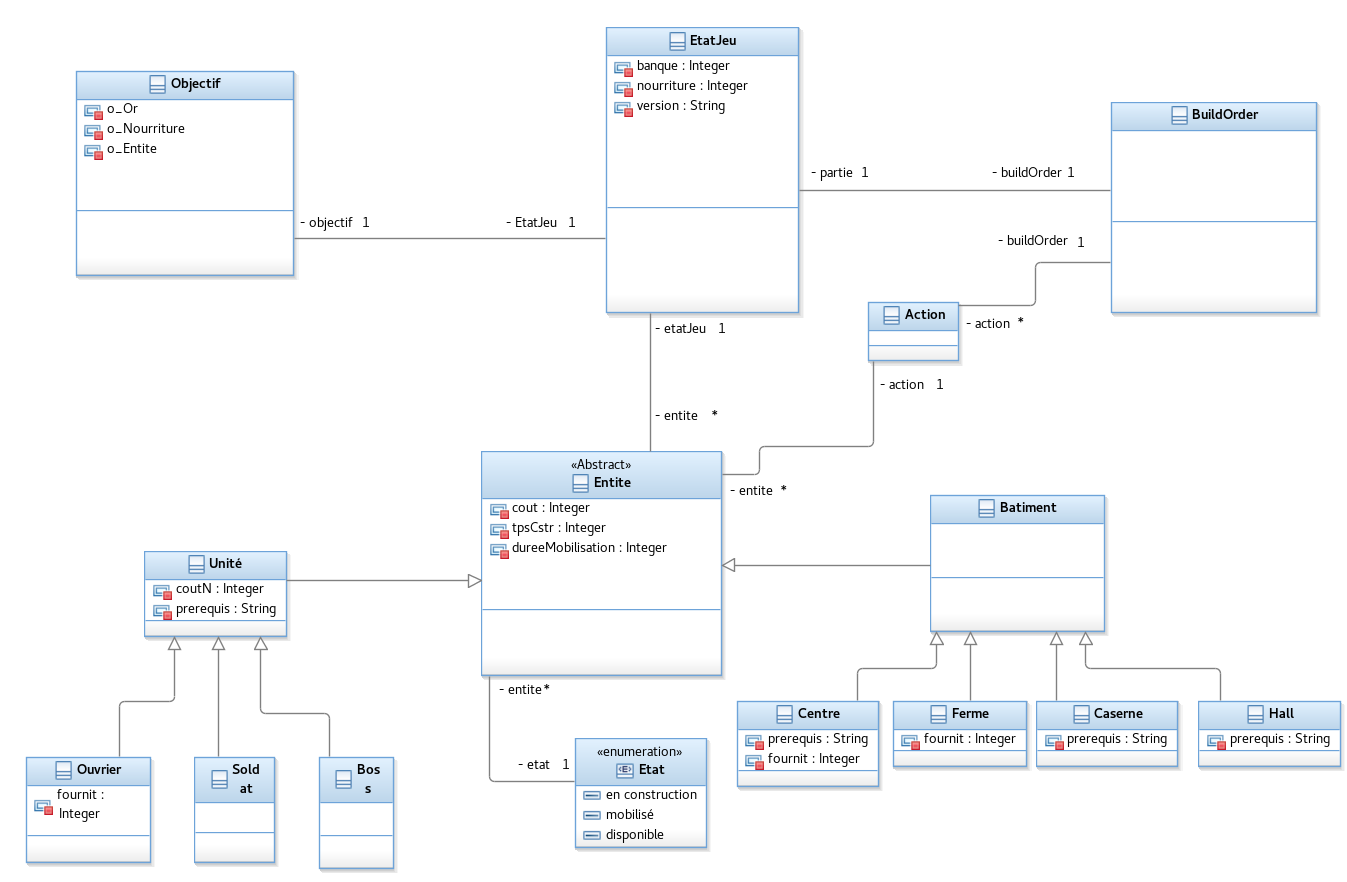 EtatJeu
banque : Integer
nourriture : Integer
version : String
Objectif
o_Or
o_Nourriture
o_Entite
BuildOrder
- partie 1
- buildOrder 1
- objectif 1
- EtatJeu 1
- buildOrder 1
Action
- action *
- etatJeu 1
- action 1
- entite *
«Abstract»
Entite
cout : Integer
tpsCstr : Integer
dureeMobilisation : Integer
- entite *
Batiment
Unité
coutN : Integer
prerequis : String
- entite *
Centre
prerequis : String
fournit : Integer
Ferme
fournit : Integer
Caserne
prerequis : String
Hall
prerequis : String
- etat 1
«enumeration»
Etat
en construction
mobilisé
disponible
Ouvrier
fournit :
Integer
Sold
at
Bos
s